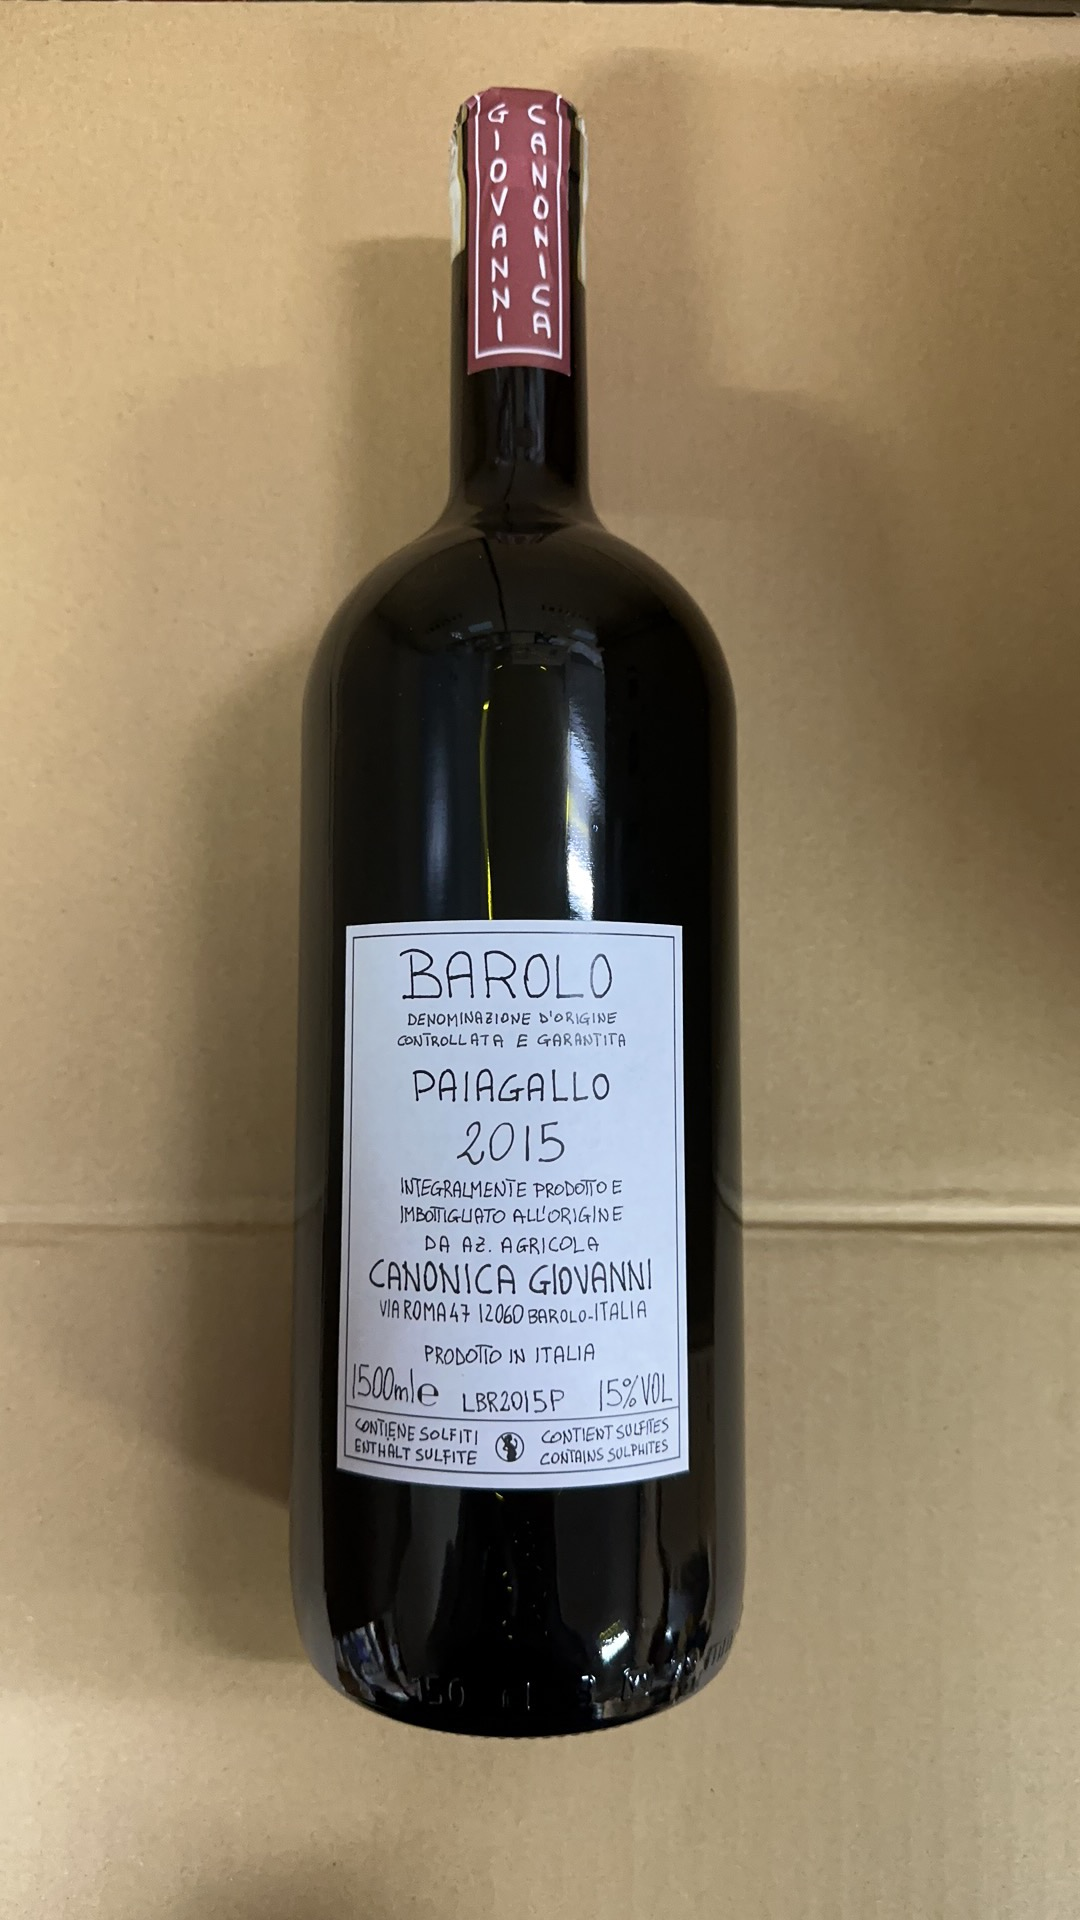 GIOVANNI
CANONICA
BAROLO
DENOMINAZIONE D'ORIGINE
CONTROLLATA E GARANTITA
PAIAGALLO
2015
INTEGRALMENTE PRODOTTO E
IMBOTTIGLIATO ALL'ORIGINE
DA AZ. AGRICOLA
CANONICA GIOVANNI
VIA ROMA 47 12060 BAROLO-ITALIA
PRODOTTO IN ITALIA
1500ml e LBR2015P 15% VOL
CONTIENE SOLFITI CONTIENT SULFITES
ENTHÄLT SULFITE CONTAINS SULPHITES